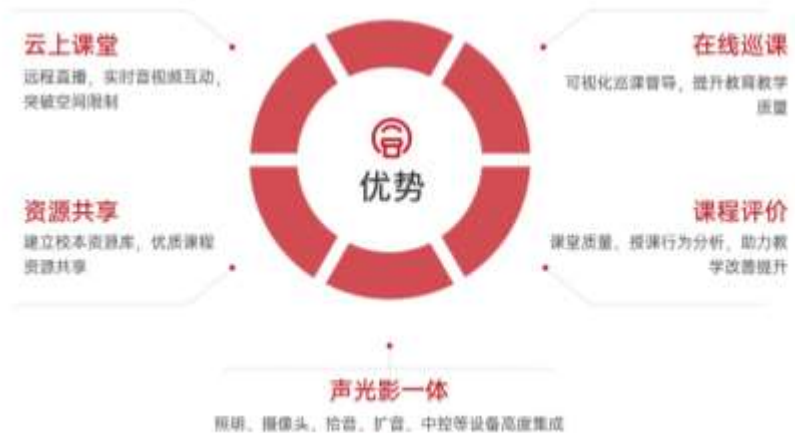 云上课堂
远程直播，实时音视频互动，
突破空间限制
在线巡课
可视化巡课督导，提升教育教学
质量
优势
资源共享
建立校本资源库，优质课程
资源共享
课程评价
课堂质量，授课行为分析，助力教
学改善提升
声光影一体
照明、摄像头、拾音、扩音、中控等设备高度集成